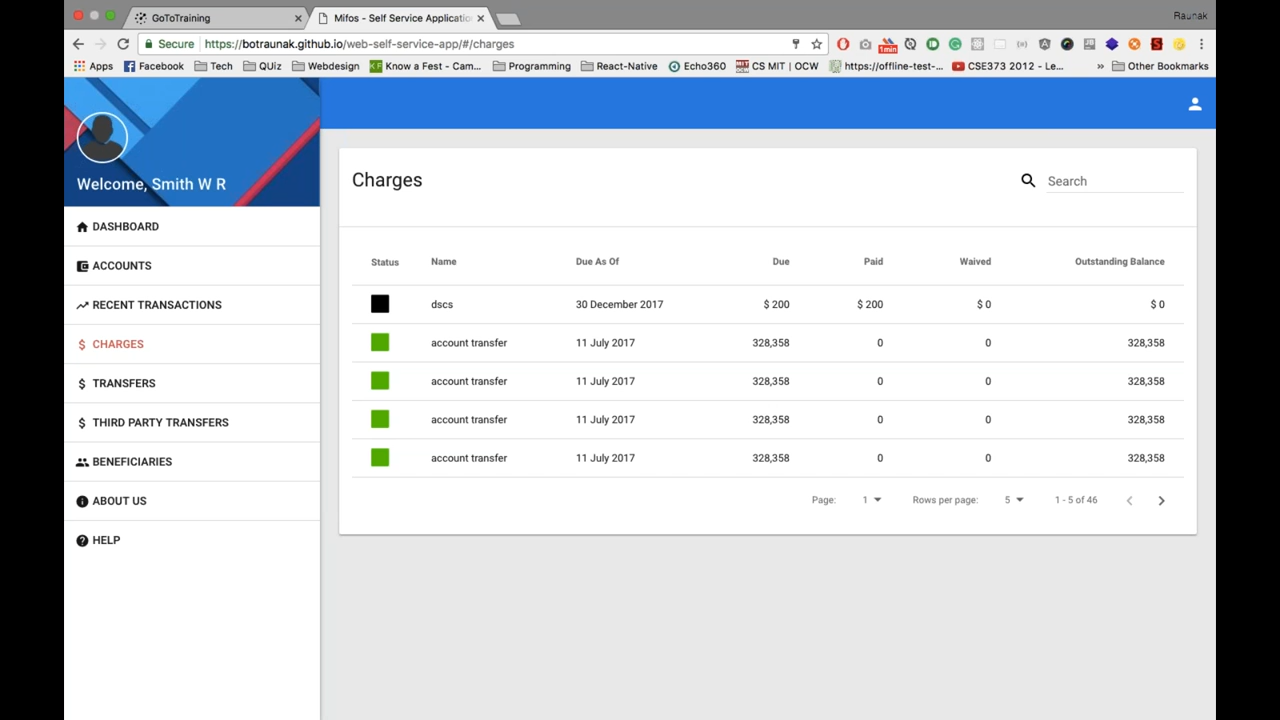 GoToTraining
Mifos - Self Service Applicatio
Raunak
Secure https://botraunak.github.io/web-self-service-app/#/charges
1min
Apps Facebook Tech QUiz Webdesign Know a Fest - Cam... Programming React-Native Echo360 CS MIT | OCW https://offline-test-... CSE373 2012 - Le... » Other Bookmarks
Welcome, Smith W R
DASHBOARD
ACCOUNTS
RECENT TRANSACTIONS
$ CHARGES
$ TRANSFERS
$ THIRD PARTY TRANSFERS
BENEFICIARIES
ABOUT US
HELP
Charges
Search
Status Name Due As Of Due Paid Waived Outstanding Balance
dscs 30 December 2017 $ 200 $ 200 $ 0 $ 0
account transfer 11 July 2017 328,358 0 0 328,358
account transfer 11 July 2017 328,358 0 0 328,358
account transfer 11 July 2017 328,358 0 0 328,358
account transfer 11 July 2017 328,358 0 0 328,358
Page: 1 Rows per page: 5 1 - 5 of 46